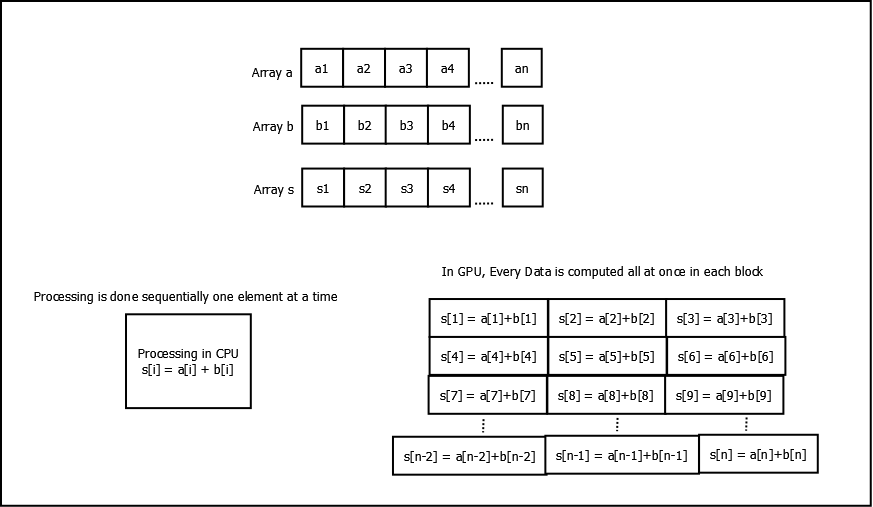 Array a a1 a2 a3 a4 ..... an
Array b b1 b2 b3 b4 ..... bn
Array s s1 s2 s3 s4 ..... sn
In GPU, Every Data is computed all at once in each block
Processing is done sequentially one element at a time
Processing in CPU
s[i] = a[i] + b[i]
s[1] = a[1]+b[1] s[2] = a[2]+b[2] s[3] = a[3]+b[3]
s[4] = a[4]+b[4] s[5] = a[5]+b[5] s[6] = a[6]+b[6]
s[7] = a[7]+b[7] s[8] = a[8]+b[8] s[9] = a[9]+b[9]
s[n-2] = a[n-2]+b[n-2] s[n-1] = a[n-1]+b[n-1] s[n] = a[n]+b[n]